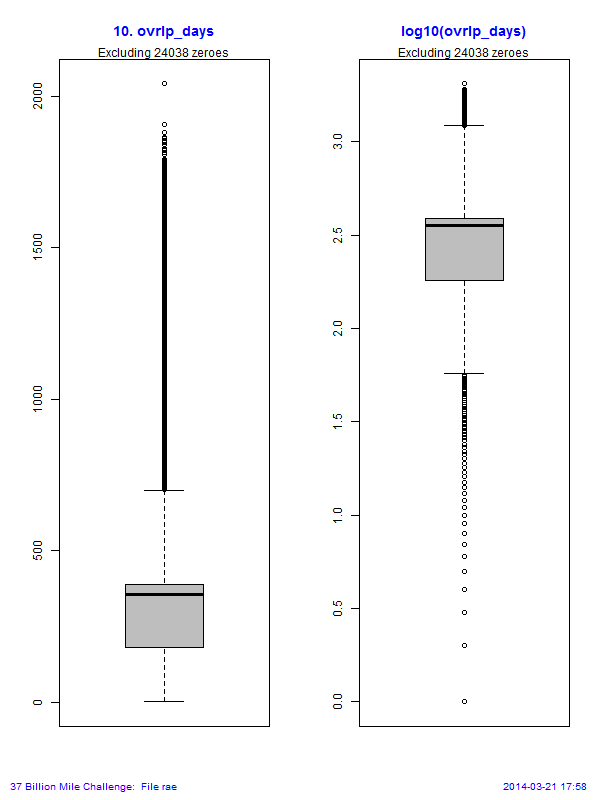 10. ovrlp_days
Excluding 24038 zeroes
2000
1500
1000
500
0
log10(ovrlp_days)
Excluding 24038 zeroes
3.0
2.5
2.0
1.5
1.0
0.5
0.0
37 Billion Mile Challenge: File rae
2014-03-21 17:58